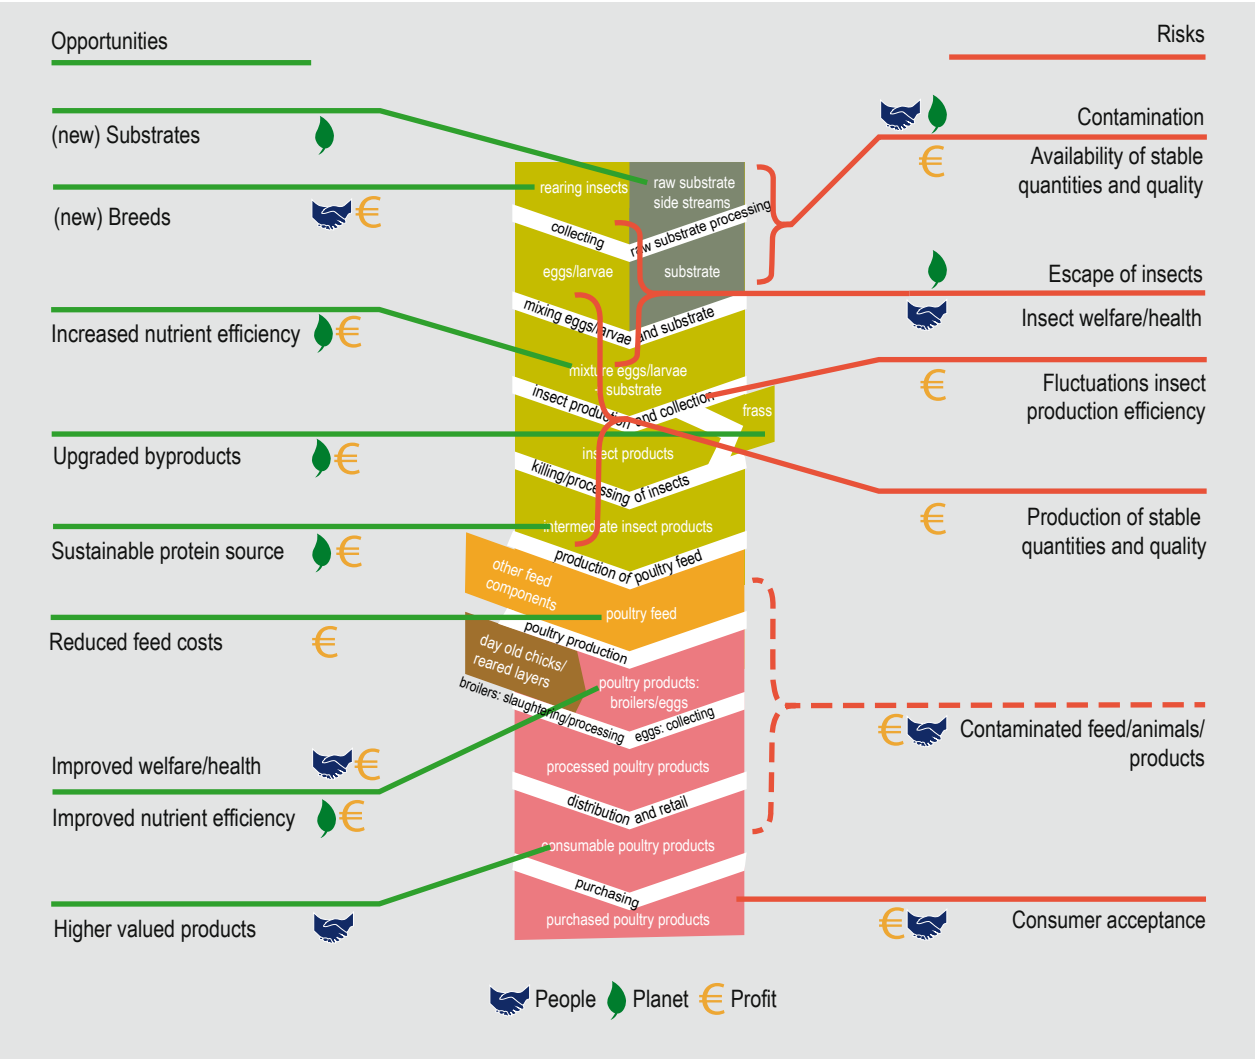 Opportunities
Risks
(new) Substrates
(new) Breeds
Increased nutrient efficiency
Upgraded byproducts
Sustainable protein source
Reduced feed costs
Improved welfare/health
Improved nutrient efficiency
Higher valued products
rearing insects
raw substrate
side streams
collecting
raw substrate processing
eggs/larvae
substrate
mixing eggs/larvae and substrate
mixture eggs/larvae
+ substrate
insect production and collection
frass
insect products
killing/processing of insects
intermediate insect products
production of poultry feed
other feed
components
poultry feed
poultry production
day old chicks/
reared layers
poultry products:
broilers/eggs
broilers: slaughtering/processing
eggs: collecting
processed poultry products
distribution and retail
consumable poultry products
purchasing
purchased poultry products
Contamination
Availability of stable
quantities and quality
Escape of insects
Insect welfare/health
Fluctuations insect
production efficiency
Production of stable
quantities and quality
Contaminated feed/animals/
products
Consumer acceptance
People
Planet
€ Profit